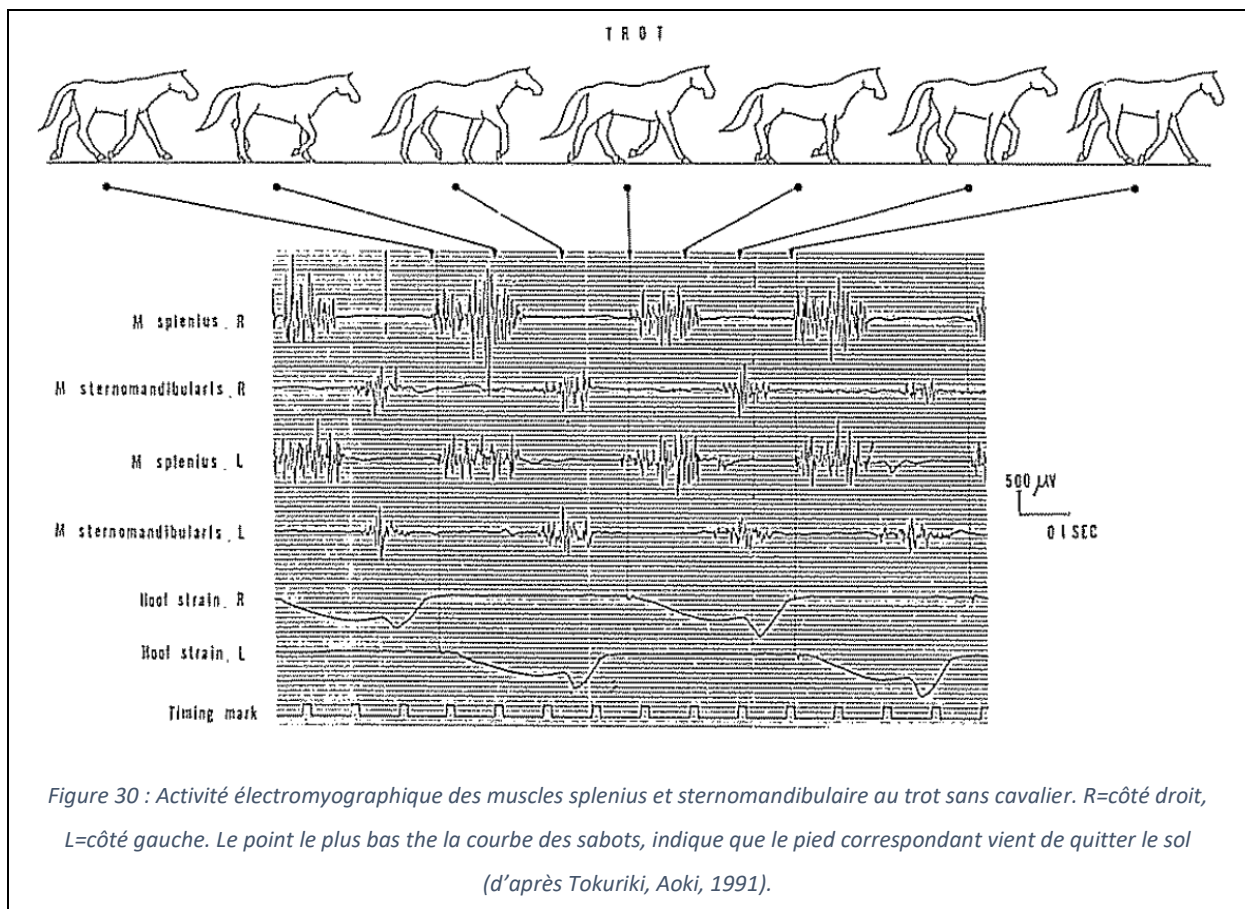 TROT
M splenius. R
M sternomandibularis. R
M splenius. L
500 μV
M sternomandibularis. L
0 1 SEC
Hoof strain. R
Hoof strain. L
Timing mark
Figure 30 : Activité électromyographique des muscles splenius et sternomandibulaire au trot sans cavalier. R=côté droit,
L=côté gauche. Le point le plus bas the la courbe des sabots, indique que le pied correspondant vient de quitter le sol
(d’après Tokuriki, Aoki, 1991).